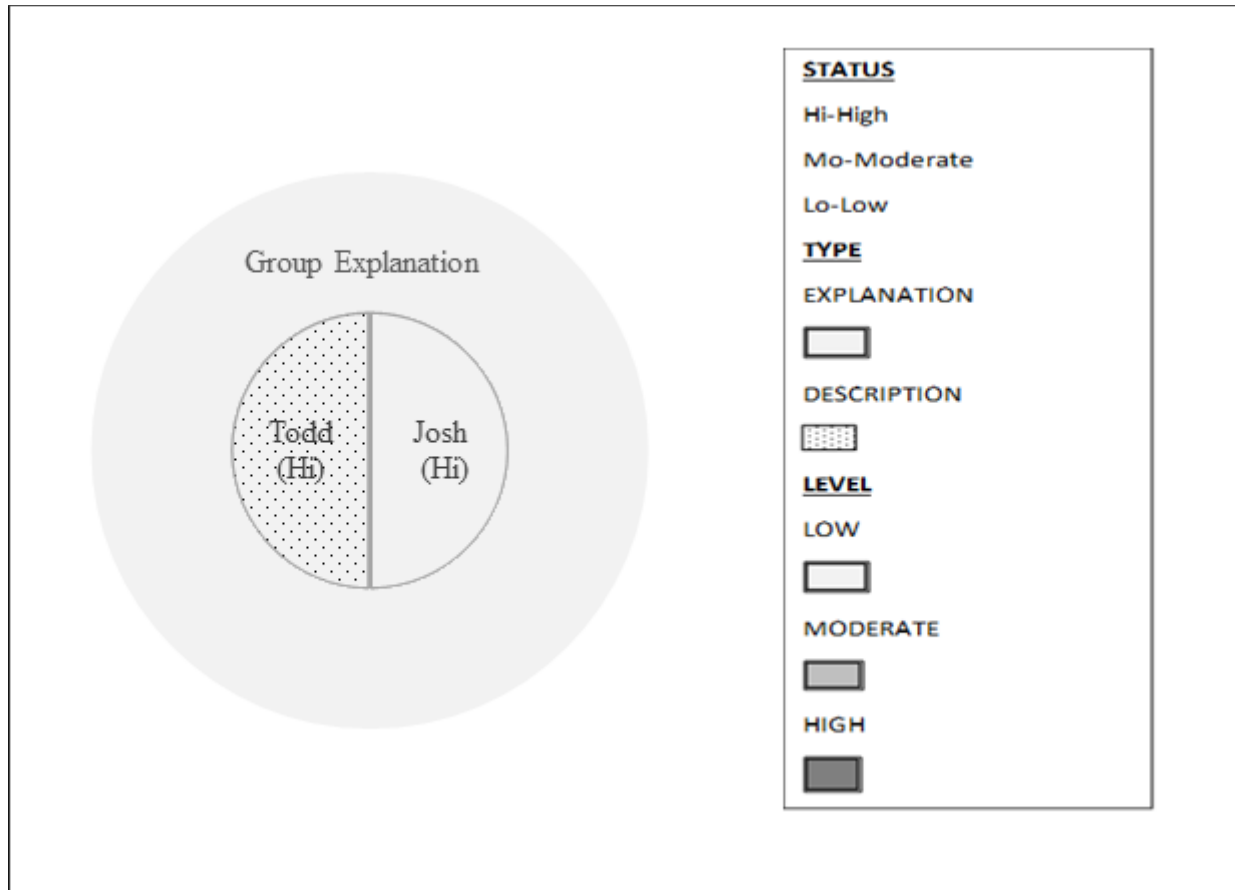 Group Explanation
Todd
(Hi)
Josh
(Hi)
STATUS
Hi-High
Mo-Moderate
Lo-Low
TYPE
EXPLANATION
DESCRIPTION
LEVEL
LOW
MODERATE
HIGH